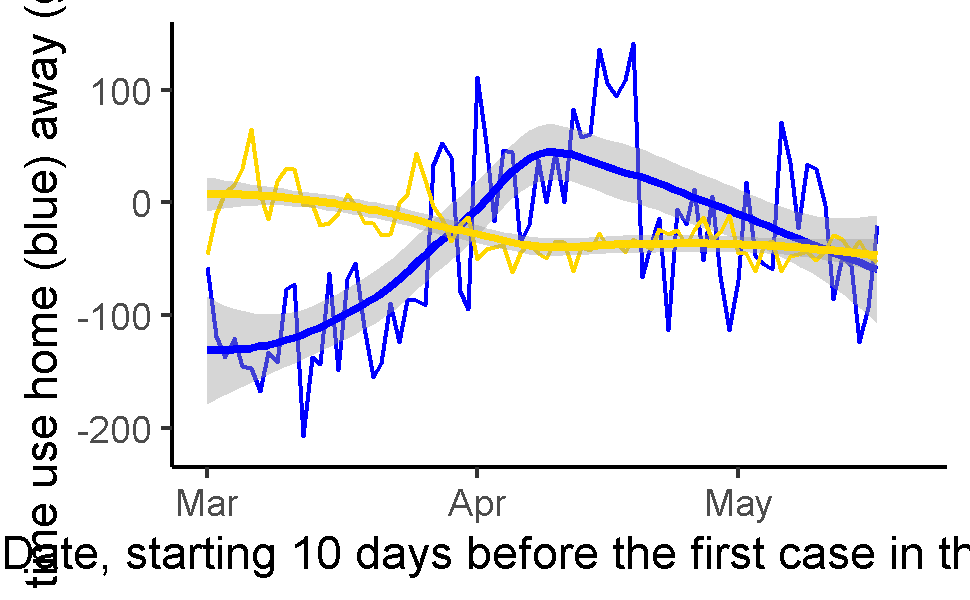 time use home (blue) away (
100
0
-100
-200
Mar
Apr
May
Date, starting 10 days before the first case in th